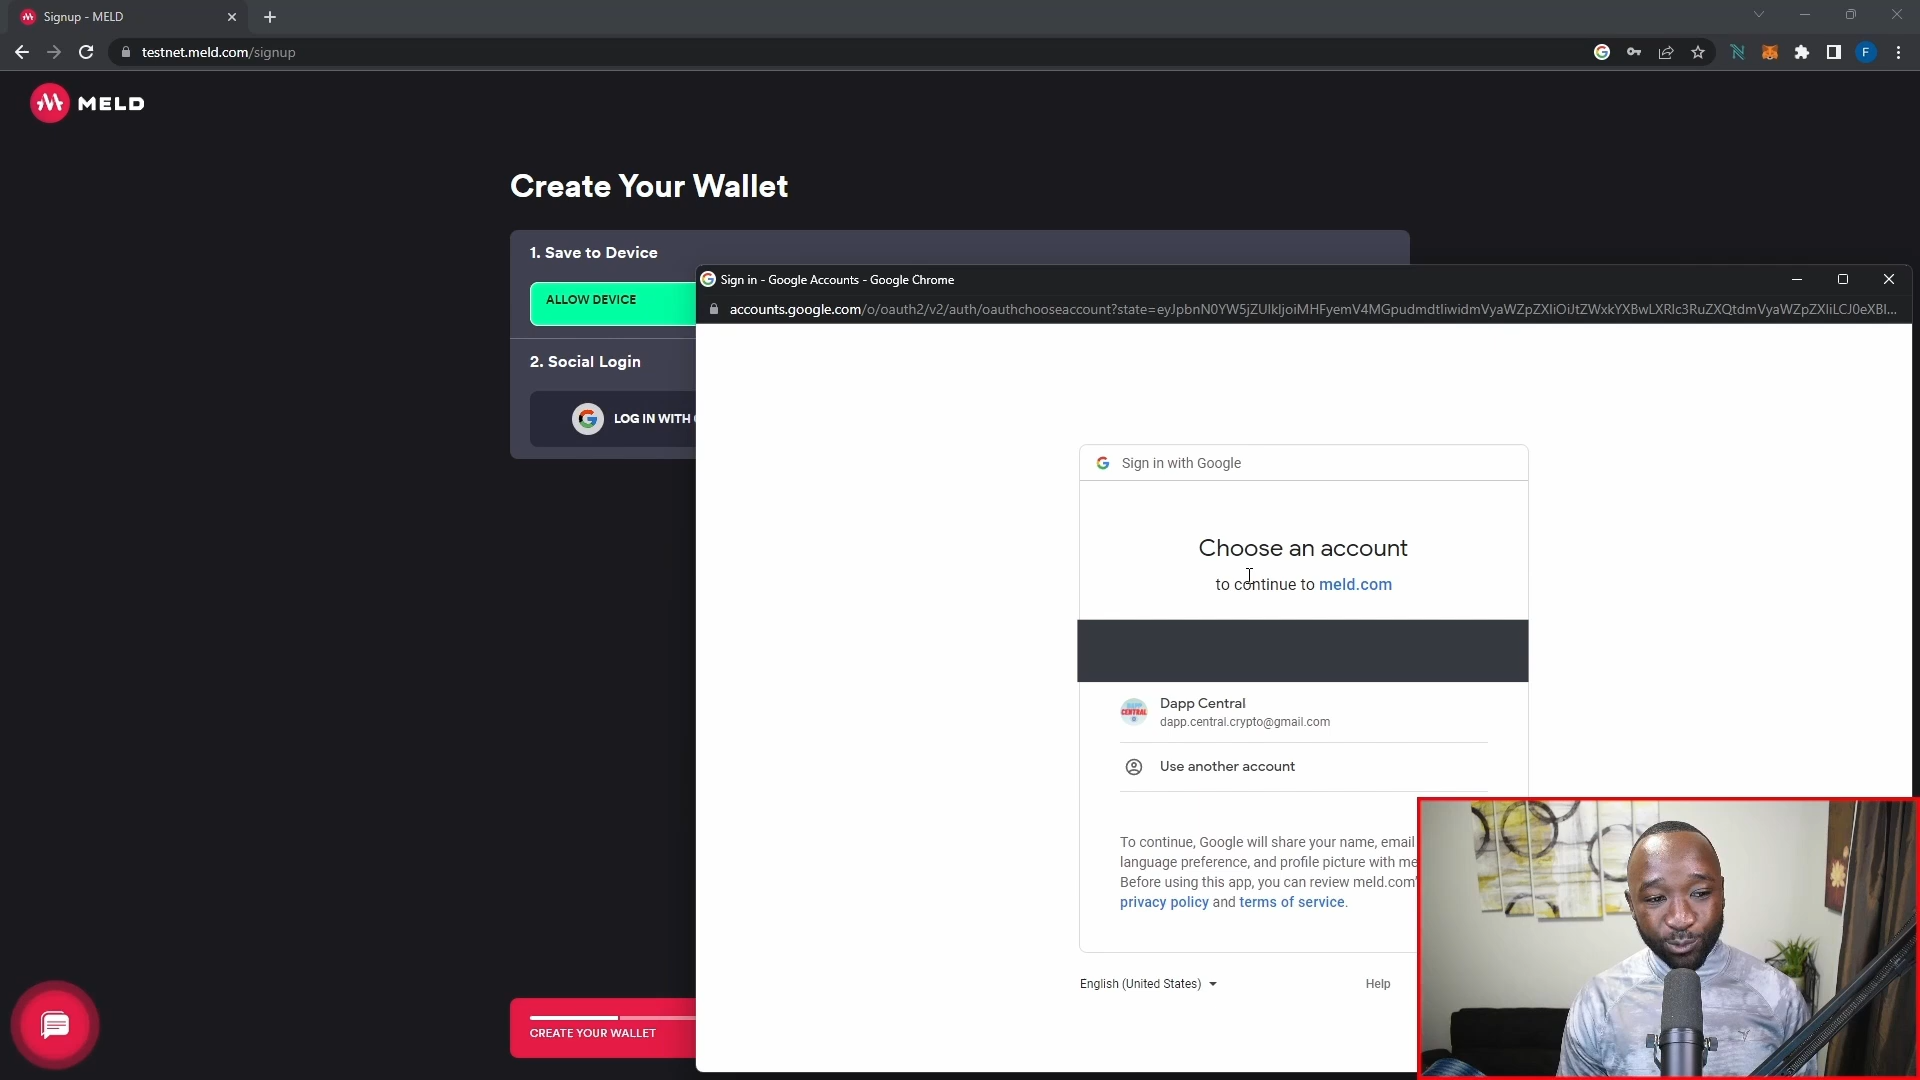 Signup - MELD
testnet.meld.com/signup
F
MELD
Create Your Wallet
1. Save to Device
ALLOW DEVICE
2. Social Login
LOG IN WITH
CREATE YOUR WALLET
Sign in - Google Accounts - Google Chrome
accounts.google.com/o/oauth2/v2/auth/oauthchooseaccount?state=
Sign in with Google
Choose an account
to continue to meld.com
DAPP
CENTRAL
Dapp Central
dapp.central.crypto@gmail.com
Use another account
To continue, Google will share your name, email
language preference, and profile picture with me
Before using this app, you can review meld.com'
privacy policy and terms of service.
English (United States)
Help